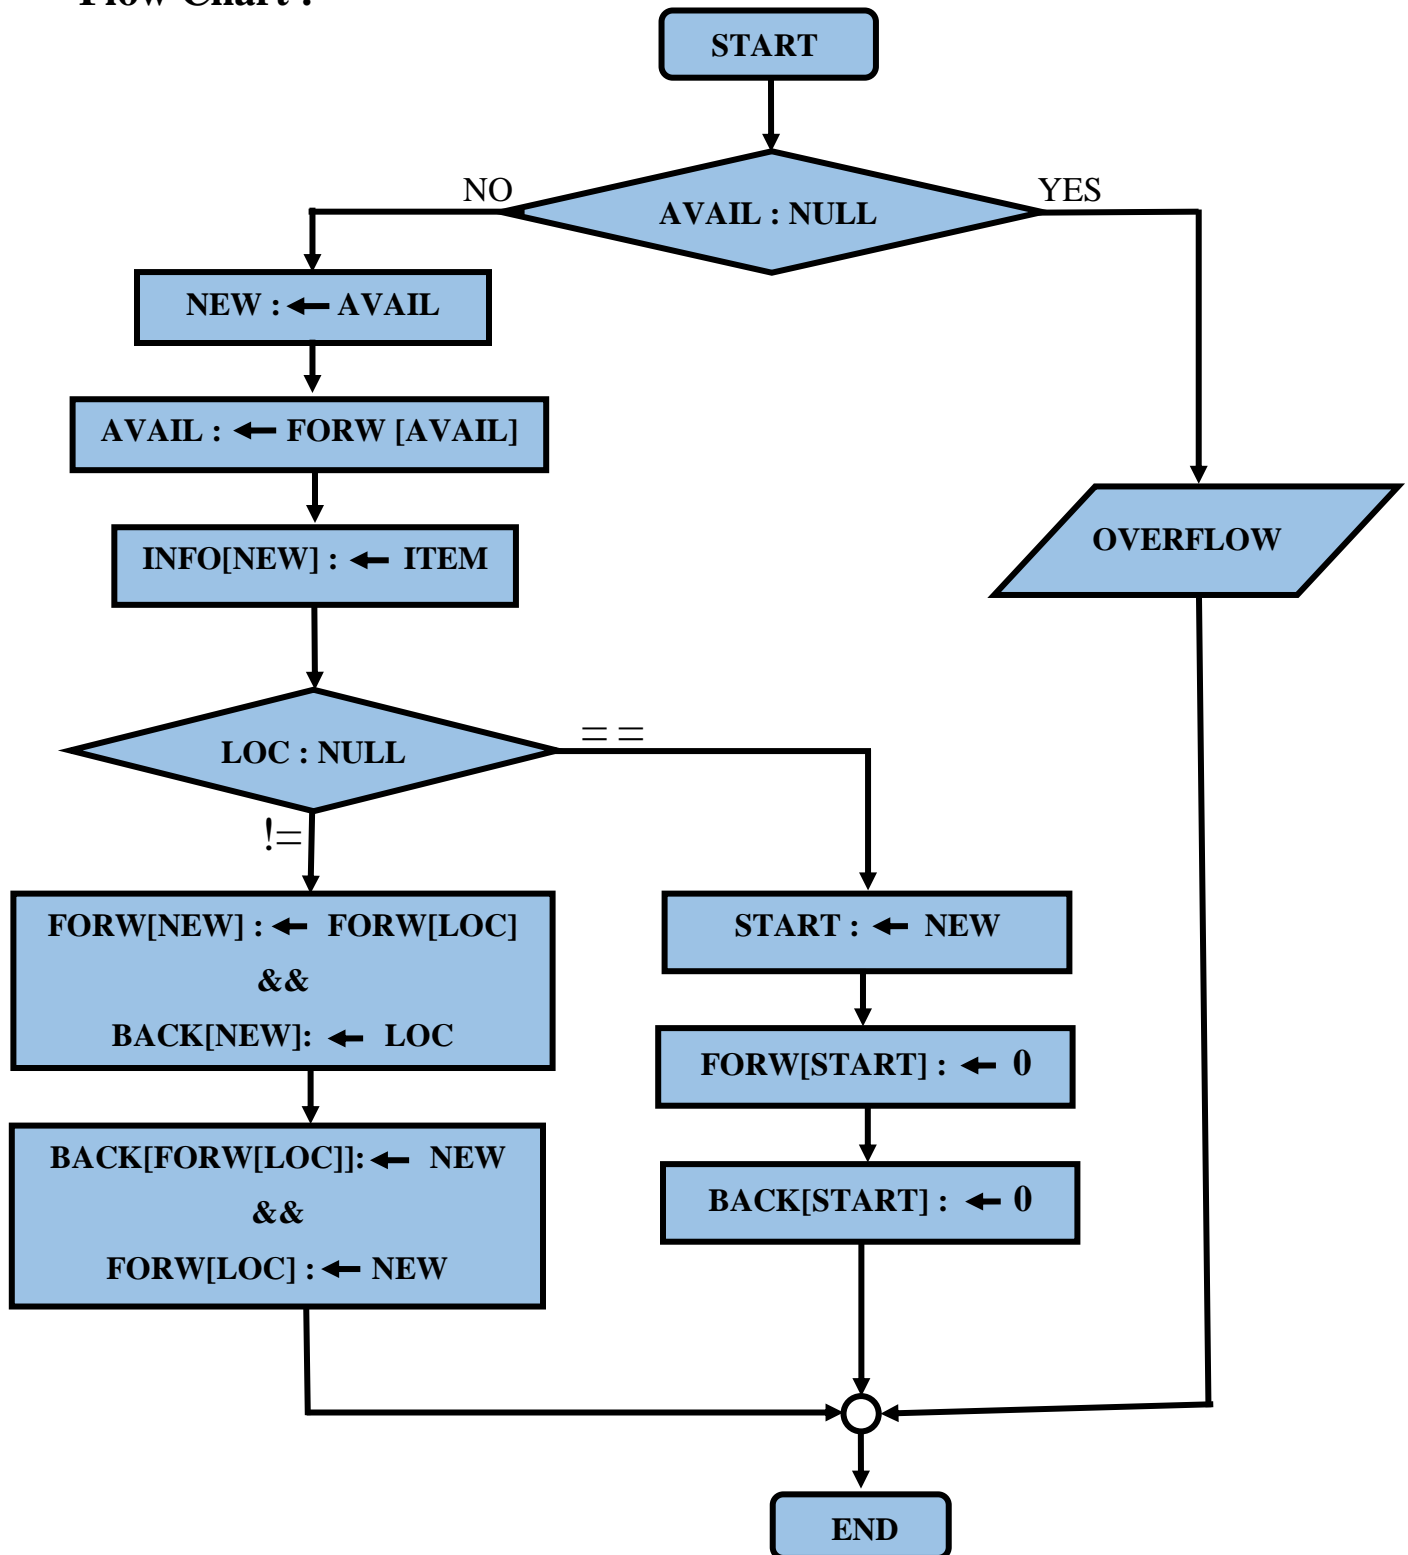 Flow Chart :
START
NO
YES
AVAIL : NULL
NEW : ← AVAIL
AVAIL : ← FORW [AVAIL]
INFO[NEW] : ← ITEM
OVERFLOW
LOC : NULL
= =
!=
FORW[NEW] : ← FORW[LOC]
&&
BACK[NEW]: ← LOC
START : ← NEW
FORW[START] : ← 0
BACK[FORW[LOC]]: ← NEW
&&
FORW[LOC] : ← NEW
BACK[START] : ← 0
END